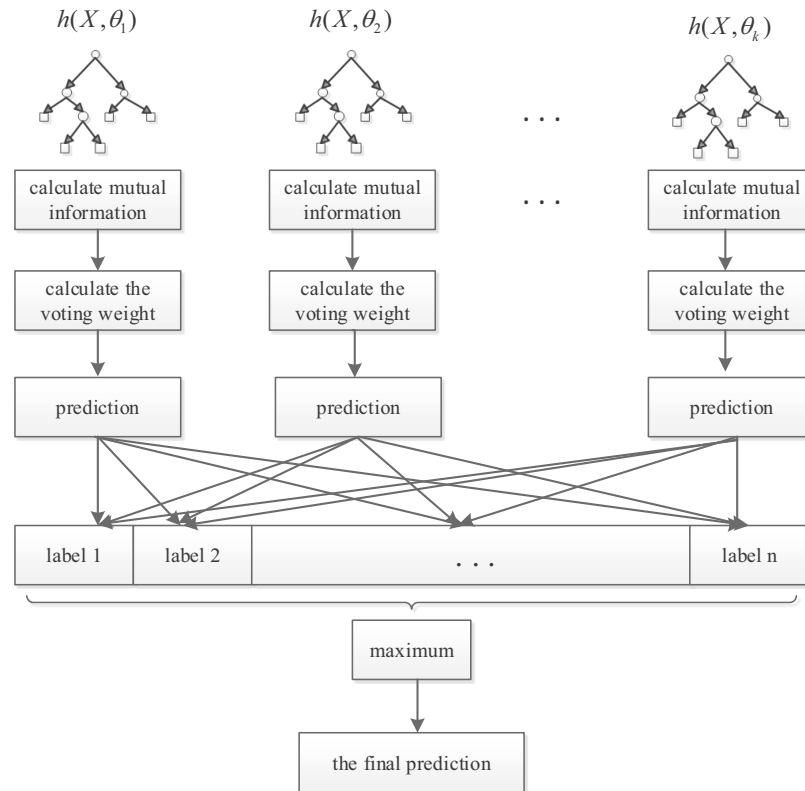 h(X,θ₁)
h(X,θ₂)
h(X,θₖ)
. . .
calculate mutual
information
calculate mutual
information
. . .
calculate mutual
information
calculate the
voting weight
calculate the
voting weight
calculate the
voting weight
prediction
prediction
prediction
label 1
label 2
. . .
label n
maximum
the final prediction